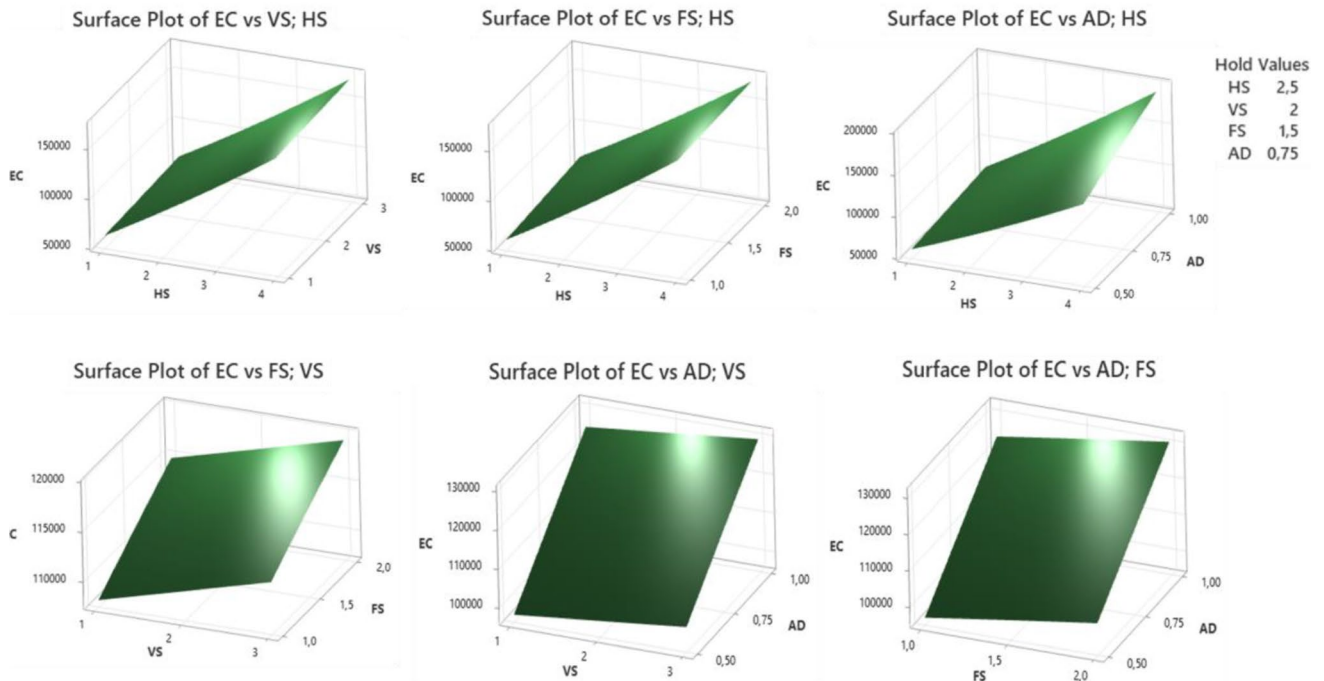 Surface Plot of EC vs VS; HS
EC
150000
100000
50000
1
2
3
4
HS
1
2
3
VS
Surface Plot of EC vs FS; HS
EC
150000
100000
50000
1
2
3
4
HS
1,0
1,5
2,0
FS
Surface Plot of EC vs AD; HS
EC
200000
150000
100000
50000
1
2
3
4
HS
0,50
0,75
1,00
AD
Hold Values
HS 2,5
VS 2
FS 1,5
AD 0,75
Surface Plot of EC vs FS; VS
C
120000
115000
110000
1
2
3
VS
1,0
1,5
2,0
FS
Surface Plot of EC vs AD; VS
EC
130000
120000
110000
100000
1
2
3
VS
0,50
0,75
1,00
AD
Surface Plot of EC vs AD; FS
EC
130000
120000
110000
100000
1,0
1,5
2,0
FS
0,50
0,75
1,00
AD